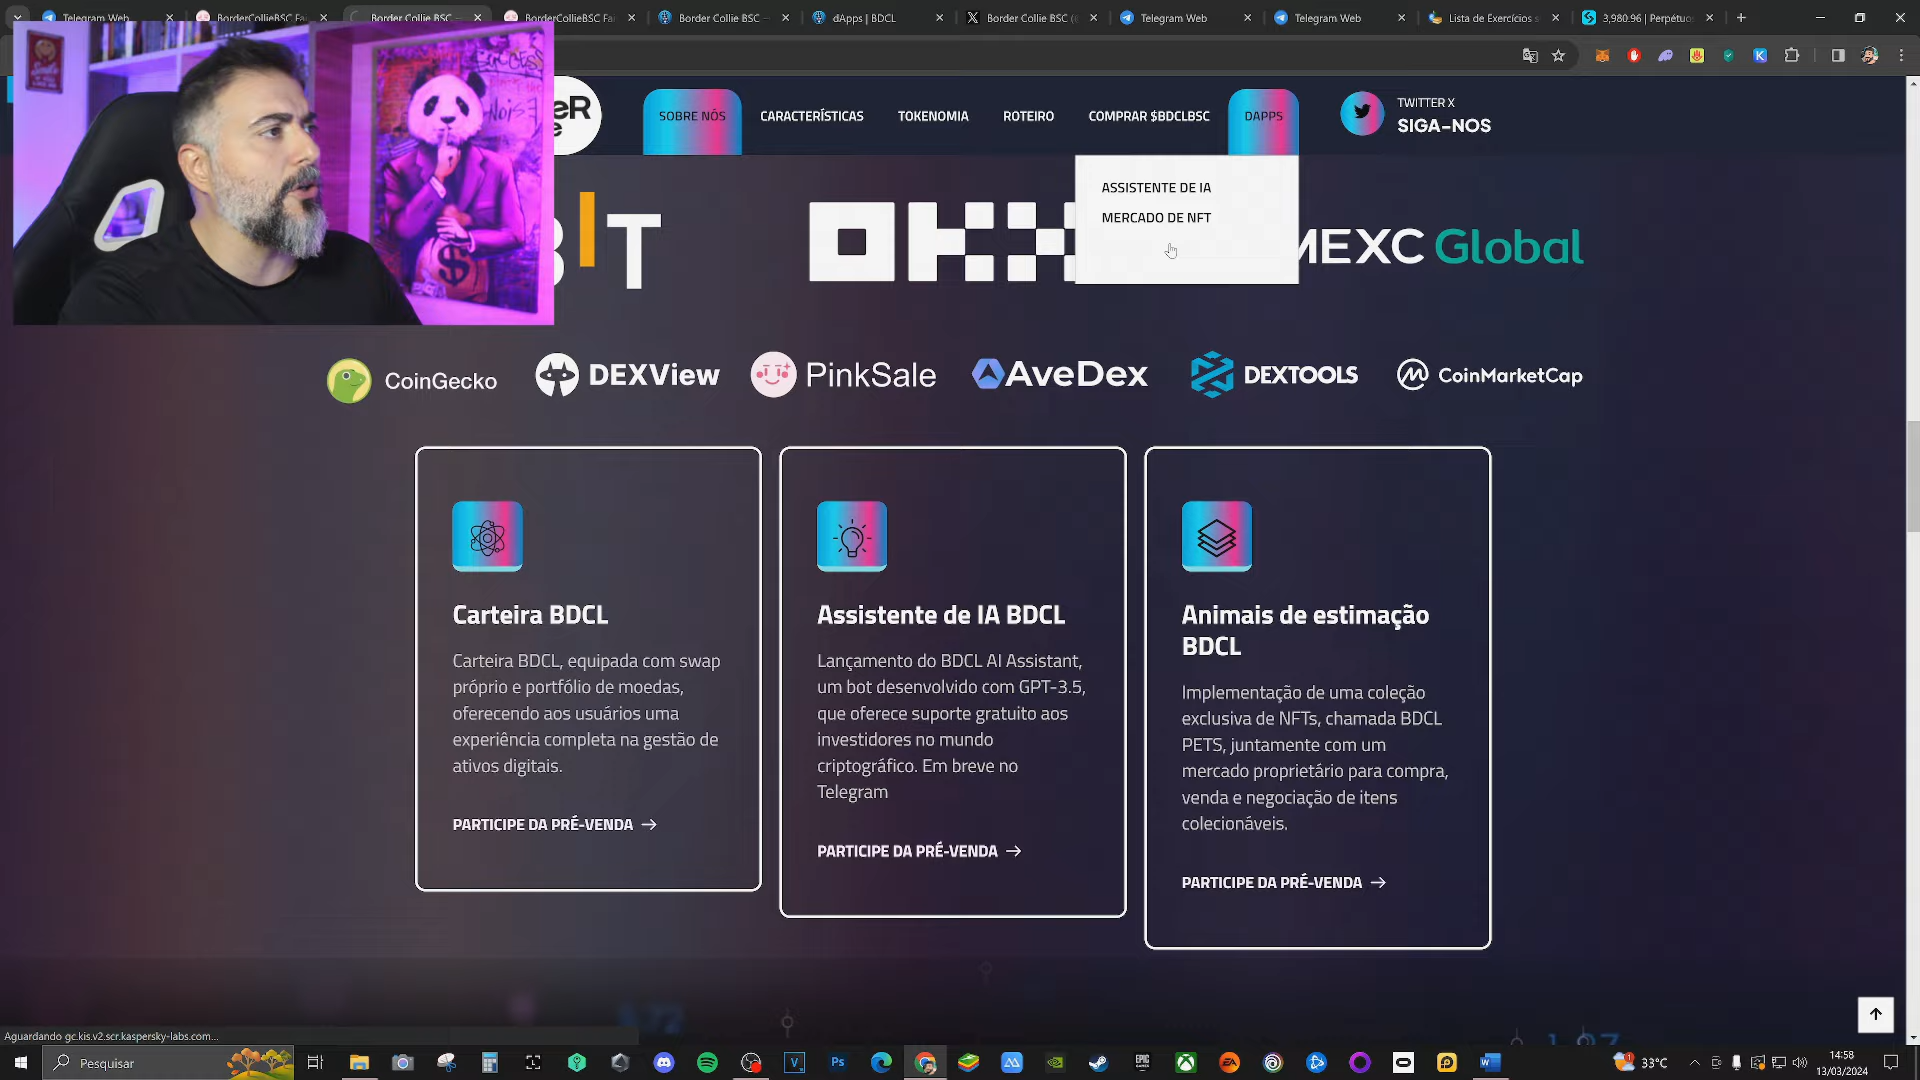 Telegram Web
BorderCollieBSC Fai
Border Collie BSC —
BorderCollieBSC Fai
Border Collie BSC —
dApps | BDCL
Border Collie BSC (
Telegram Web
Telegram Web
Lista de Exercícios s
3,980.96 | Perpétuo
SOBRE NÓS
CARACTERÍSTICAS
TOKENOMIA
ROTEIRO
COMPRAR $BDCLBSC
DAPPS
TWITTER X
SIGA-NOS
ASSISTENTE DE IA
MERCADO DE NFT
MEXC Global
CoinGecko
DEXView
PinkSale
AveDex
DEXTOOLS
CoinMarketCap
Carteira BDCL
Carteira BDCL, equipada com swap
próprio e portfólio de moedas,
oferecendo aos usuários uma
experiência completa na gestão de
ativos digitais.
PARTICIPE DA PRÉ-VENDA →
Assistente de IA BDCL
Lançamento do BDCL AI Assistant,
um bot desenvolvido com GPT-3.5,
que oferece suporte gratuito aos
investidores no mundo
criptográfico. Em breve no
Telegram
PARTICIPE DA PRÉ-VENDA →
Animais de estimação
BDCL
Implementação de uma coleção
exclusiva de NFTs, chamada BDCL
PETS, juntamente com um
mercado proprietário para compra,
venda e negociação de itens
colecionáveis.
PARTICIPE DA PRÉ-VENDA →
Aguardando gc.kis.v2.scr.kaspersky-labs.com...
Pesquisar
33°C
14:58
13/03/2024